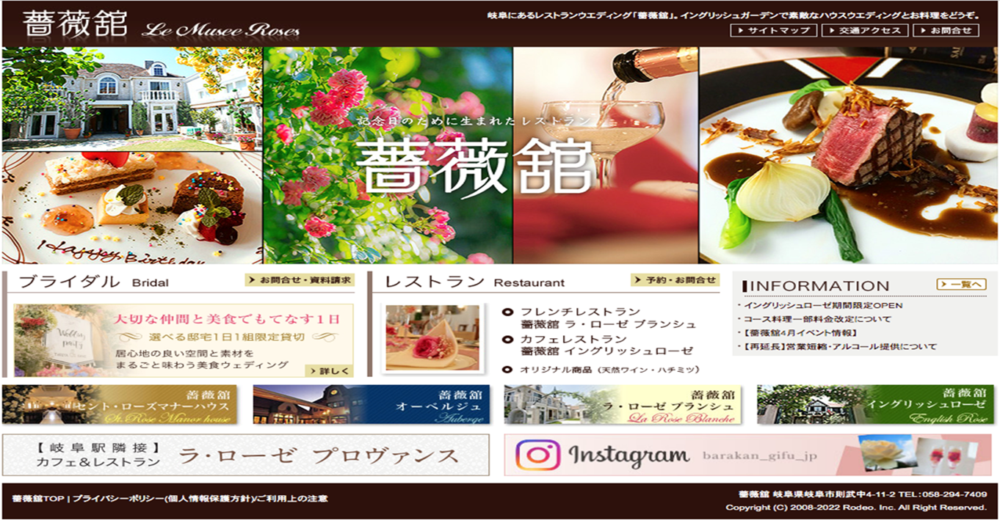 薔薇舘 Le Musee Roses
岐阜にあるレストランウエディング「薔薇舘」。イングリッシュガーデンで素敵なハウスウエディングとお料理をどうぞ。
サイトマップ 交通アクセス お問合せ
記念日のために生まれたレストラン
薔薇舘
Happy Birthday
ブライダル Bridal
お問合せ・資料請求
Wedding
party
大切な仲間と美食でもてなす1日
選べる邸宅1日1組限定貸切
居心地の良い空間と素材を
まるごと味わう美食ウェディング
詳しく
レストラン Restaurant
予約・お問合せ
フレンチレストラン
薔薇舘 ラ・ローゼ ブランシュ
カフェレストラン
薔薇舘 イングリッシュローゼ
オリジナル商品 (天然ワイン・ハチミツ)
INFORMATION
一覧へ
・イングリッシュローゼ期間限定OPEN
・コース料理一部料金改定について
・【薔薇舘4月イベント情報】
・【再延長】営業短縮・アルコール提供について
薔薇舘
セント・ローズマナーハウス
St.Rose Manor house
薔薇舘
オーベルジュ
Auberge
薔薇舘
ラ・ローゼ ブランシュ
La Rose Blanche
薔薇舘
イングリッシュローゼ
English Rose
【岐阜駅隣接】
カフェ&レストラン
ラ・ローゼ プロヴァンス
Instagram barakan_gifu_jp
薔薇舘TOP | プライバシーポリシー(個人情報保護方針)/ご利用上の注意
薔薇舘 岐阜県岐阜市則武中4-11-2 TEL:058-294-7409
Copyright (C) 2008-2022 Rodeo. Inc. All Right Reserved.